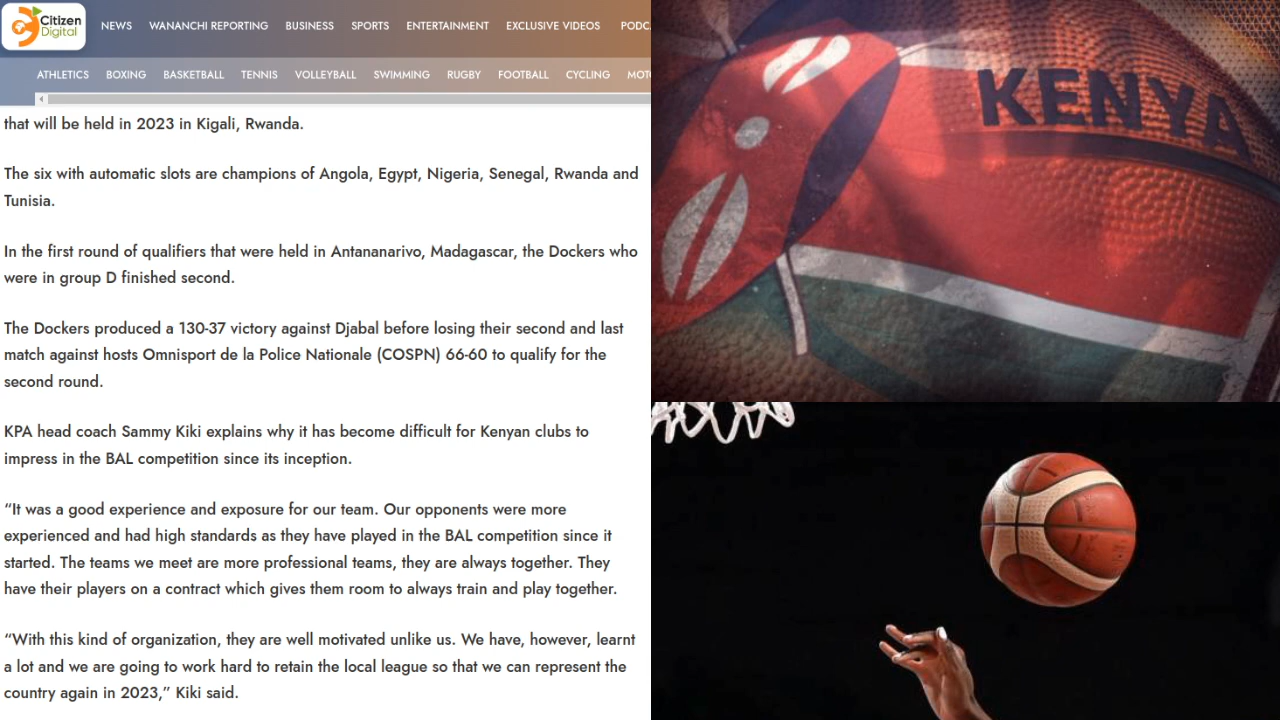 Citizen
Digital
NEWS WANANCHI REPORTING BUSINESS SPORTS ENTERTAINMENT EXCLUSIVE VIDEOS
ATHLETICS BOXING BASKETBALL TENNIS VOLLEYBALL SWIMMING RUGBY FOOTBALL CYCLING
that will be held in 2023 in Kigali, Rwanda.
The six with automatic slots are champions of Angola, Egypt, Nigeria, Senegal, Rwanda and
Tunisia.
In the first round of qualifiers that were held in Antananarivo, Madagascar, the Dockers who
were in group D finished second.
The Dockers produced a 130-37 victory against Djabal before losing their second and last
match against hosts Omnisport de la Police Nationale (COSPN) 66-60 to qualify for the
second round.
KPA head coach Sammy Kiki explains why it has become difficult for Kenyan clubs to
impress in the BAL competition since its inception.
“It was a good experience and exposure for our team. Our opponents were more
experienced and had high standards as they have played in the BAL competition since it
started. The teams we meet are more professional teams, they are always together. They
have their players on a contract which gives them room to always train and play together.
“With this kind of organization, they are well motivated unlike us. We have, however, learnt
a lot and we are going to work hard to retain the local league so that we can represent the
country again in 2023,” Kiki said.
KENYA